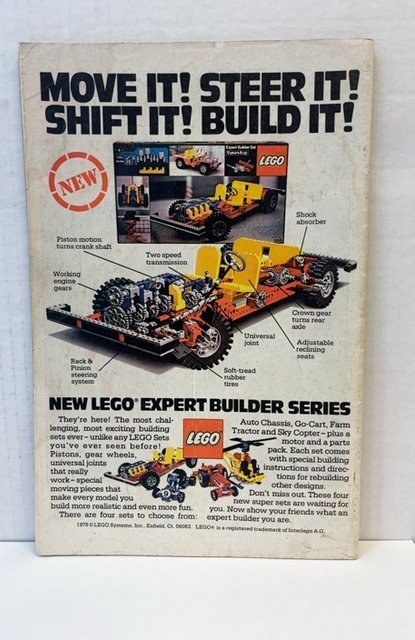 MOVE IT! STEER IT!
SHIFT IT! BUILD IT!
NEW
Expert Builder Set
9 years & up
LEGO
Shock
absorber
Piston motion
turns crank shaft
Two speed
transmission
Working
engine
gears
Crown gear
turns rear
axle
Universal
joint
Adjustable
reclining
seats
Rack &
Pinion
steering
system
Soft-tread
rubber
tires
NEW LEGO® EXPERT BUILDER SERIES
They're here! The most chal-
lenging, most exciting building
sets ever – unlike any LEGO Sets
you've ever seen before!
Pistons, gear wheels,
universal joints
that really
work – special
moving pieces that
make every model you
build more realistic and even more fun.
There are four sets to choose from:
LEGO
Auto Chassis, Go-Cart, Farm
Tractor and Sky Copter – plus a
motor and a parts
pack. Each set comes
with special building
instructions and direc-
tions for rebuilding
other designs.
Don't miss out. These four
new super sets are waiting for
you. Now show your friends what an
expert builder you are.
1978 © LEGO Systems, Inc., Enfield, Ct. 06082. LEGO® is a registered trademark of Interlego A.G.